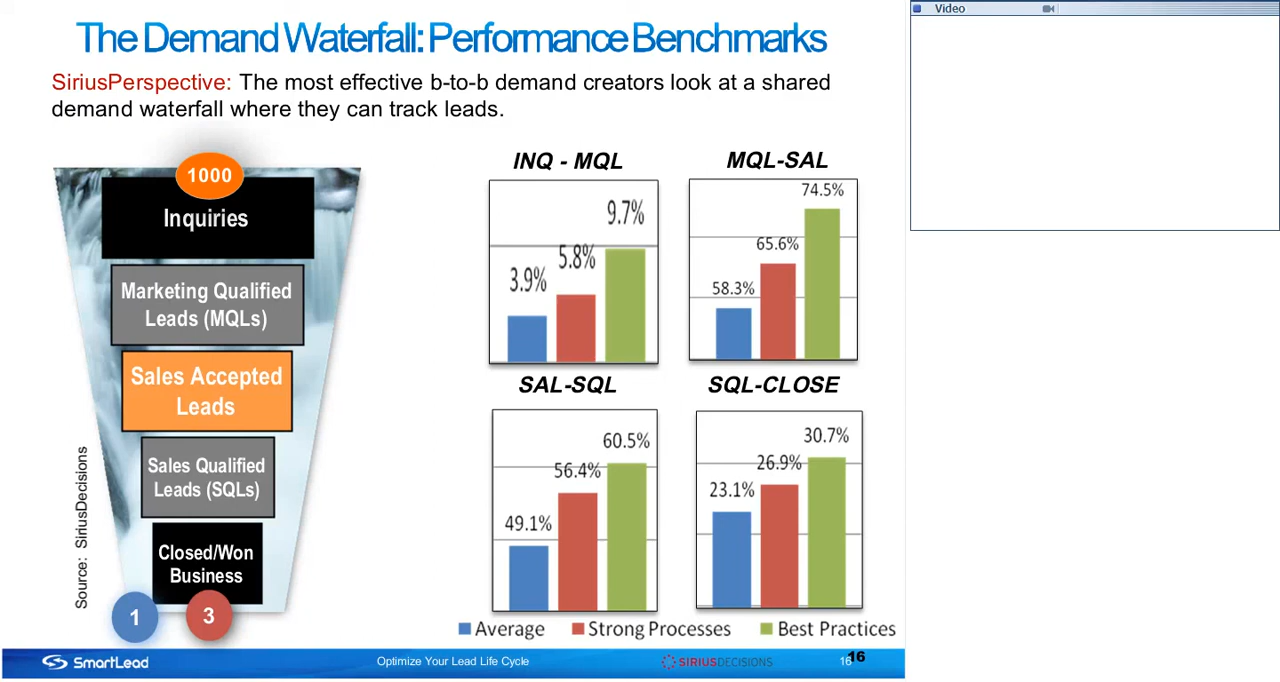 The Demand Waterfall: Performance Benchmarks
SiriusPerspective: The most effective b-to-b demand creators look at a shared
demand waterfall where they can track leads.
1000
Inquiries
Marketing Qualified
Leads (MQLs)
Sales Accepted
Leads
Sales Qualified
Leads (SQLs)
Closed/Won
Business
1
3
Source: SiriusDecisions
INQ - MQL
3.9%
5.8%
9.7%
MQL-SAL
58.3%
65.6%
74.5%
SAL-SQL
49.1%
56.4%
60.5%
SQL-CLOSE
23.1%
26.9%
30.7%
Average
Strong Processes
Best Practices
SMARTLEAD
Optimize Your Lead Life Cycle
SIRIUSDECISIONS
16
16
Video